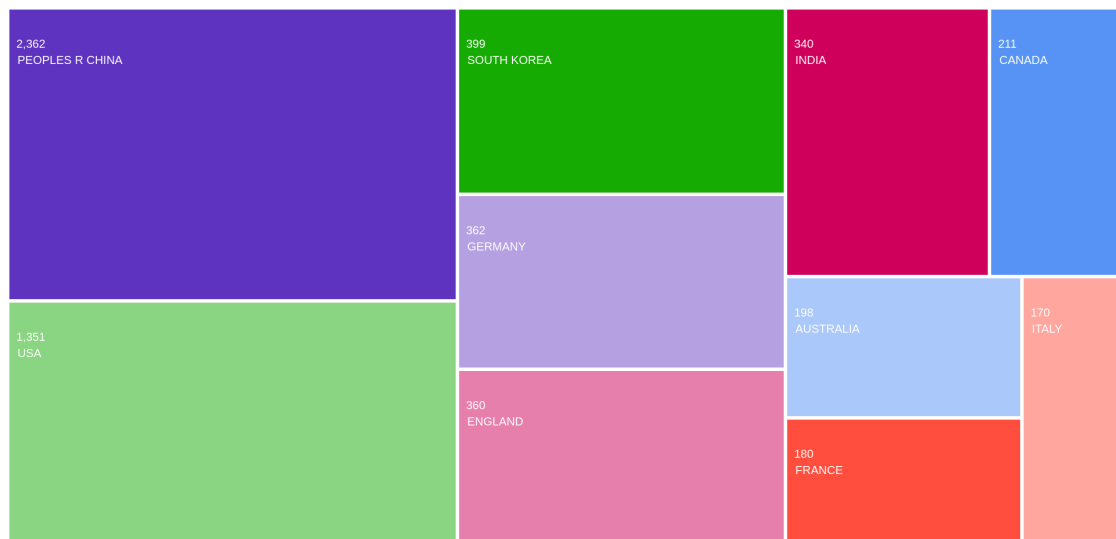 2,362
PEOPLES R CHINA
1,351
USA
399
SOUTH KOREA
362
GERMANY
360
ENGLAND
340
INDIA
211
CANADA
198
AUSTRALIA
180
FRANCE
170
ITALY